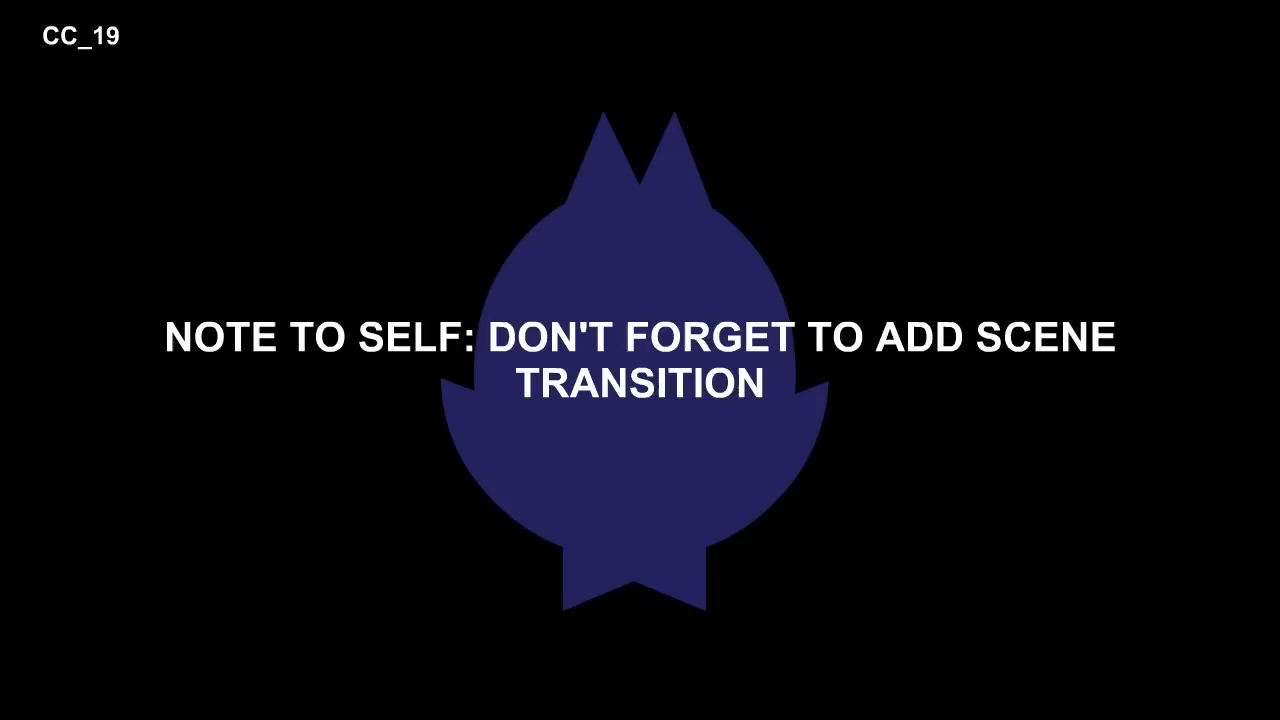 CC_19
NOTE TO SELF: DON'T FORGET TO ADD SCENE
TRANSITION